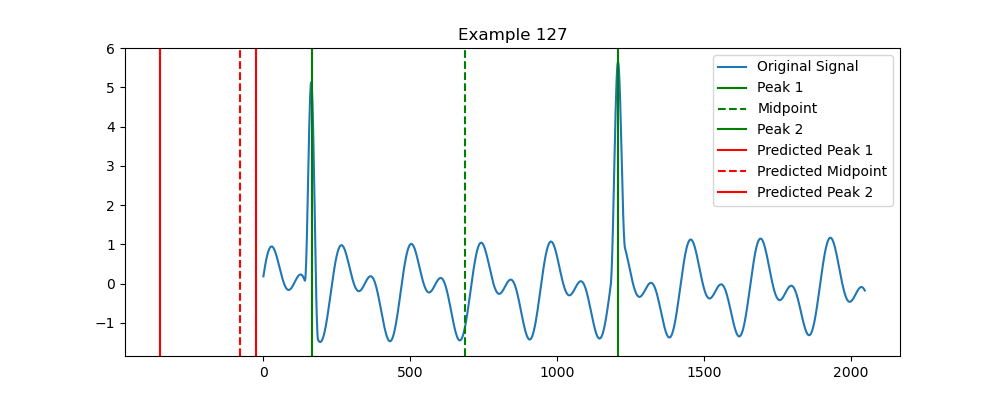 Example 127
6
5
4
3
2
1
0
−1
0
500
1000
1500
2000
Original Signal
Peak 1
Midpoint
Peak 2
Predicted Peak 1
Predicted Midpoint
Predicted Peak 2